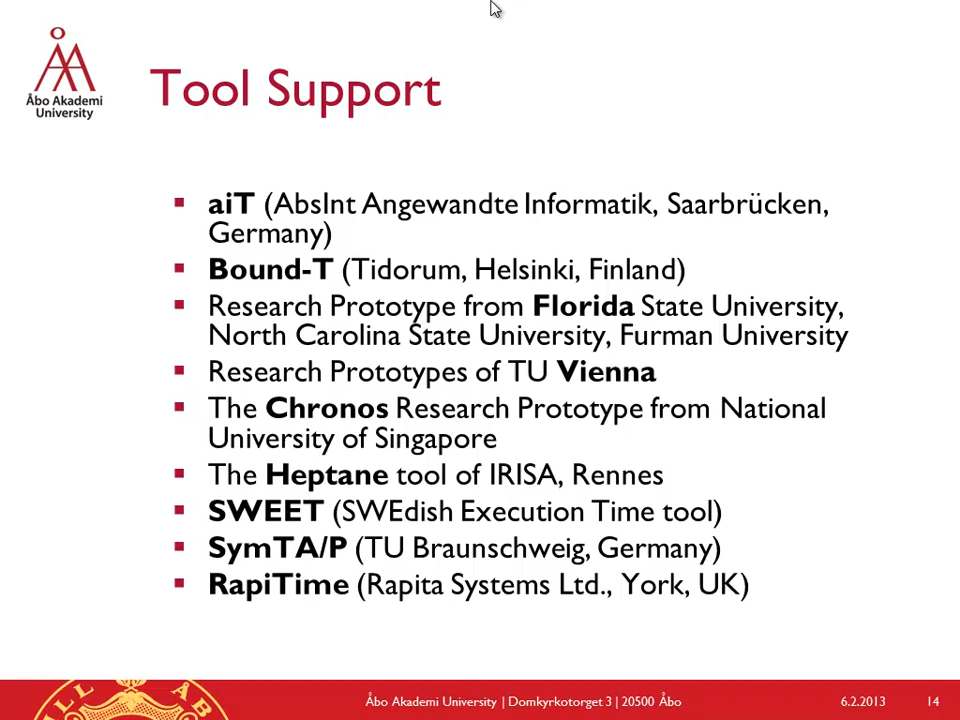 Åbo Akademi
University
Tool Support
▪ aiT (AbsInt Angewandte Informatik, Saarbrücken,
Germany)
▪ Bound-T (Tidorum, Helsinki, Finland)
▪ Research Prototype from Florida State University,
North Carolina State University, Furman University
▪ Research Prototypes of TU Vienna
▪ The Chronos Research Prototype from National
University of Singapore
▪ The Heptane tool of IRISA, Rennes
▪ SWEET (SWEdish Execution Time tool)
▪ SymTA/P (TU Braunschweig, Germany)
▪ RapiTime (Rapita Systems Ltd., York, UK)
Åbo Akademi University | Domkyrkotorget 3 | 20500 Åbo 6.2.2013 14